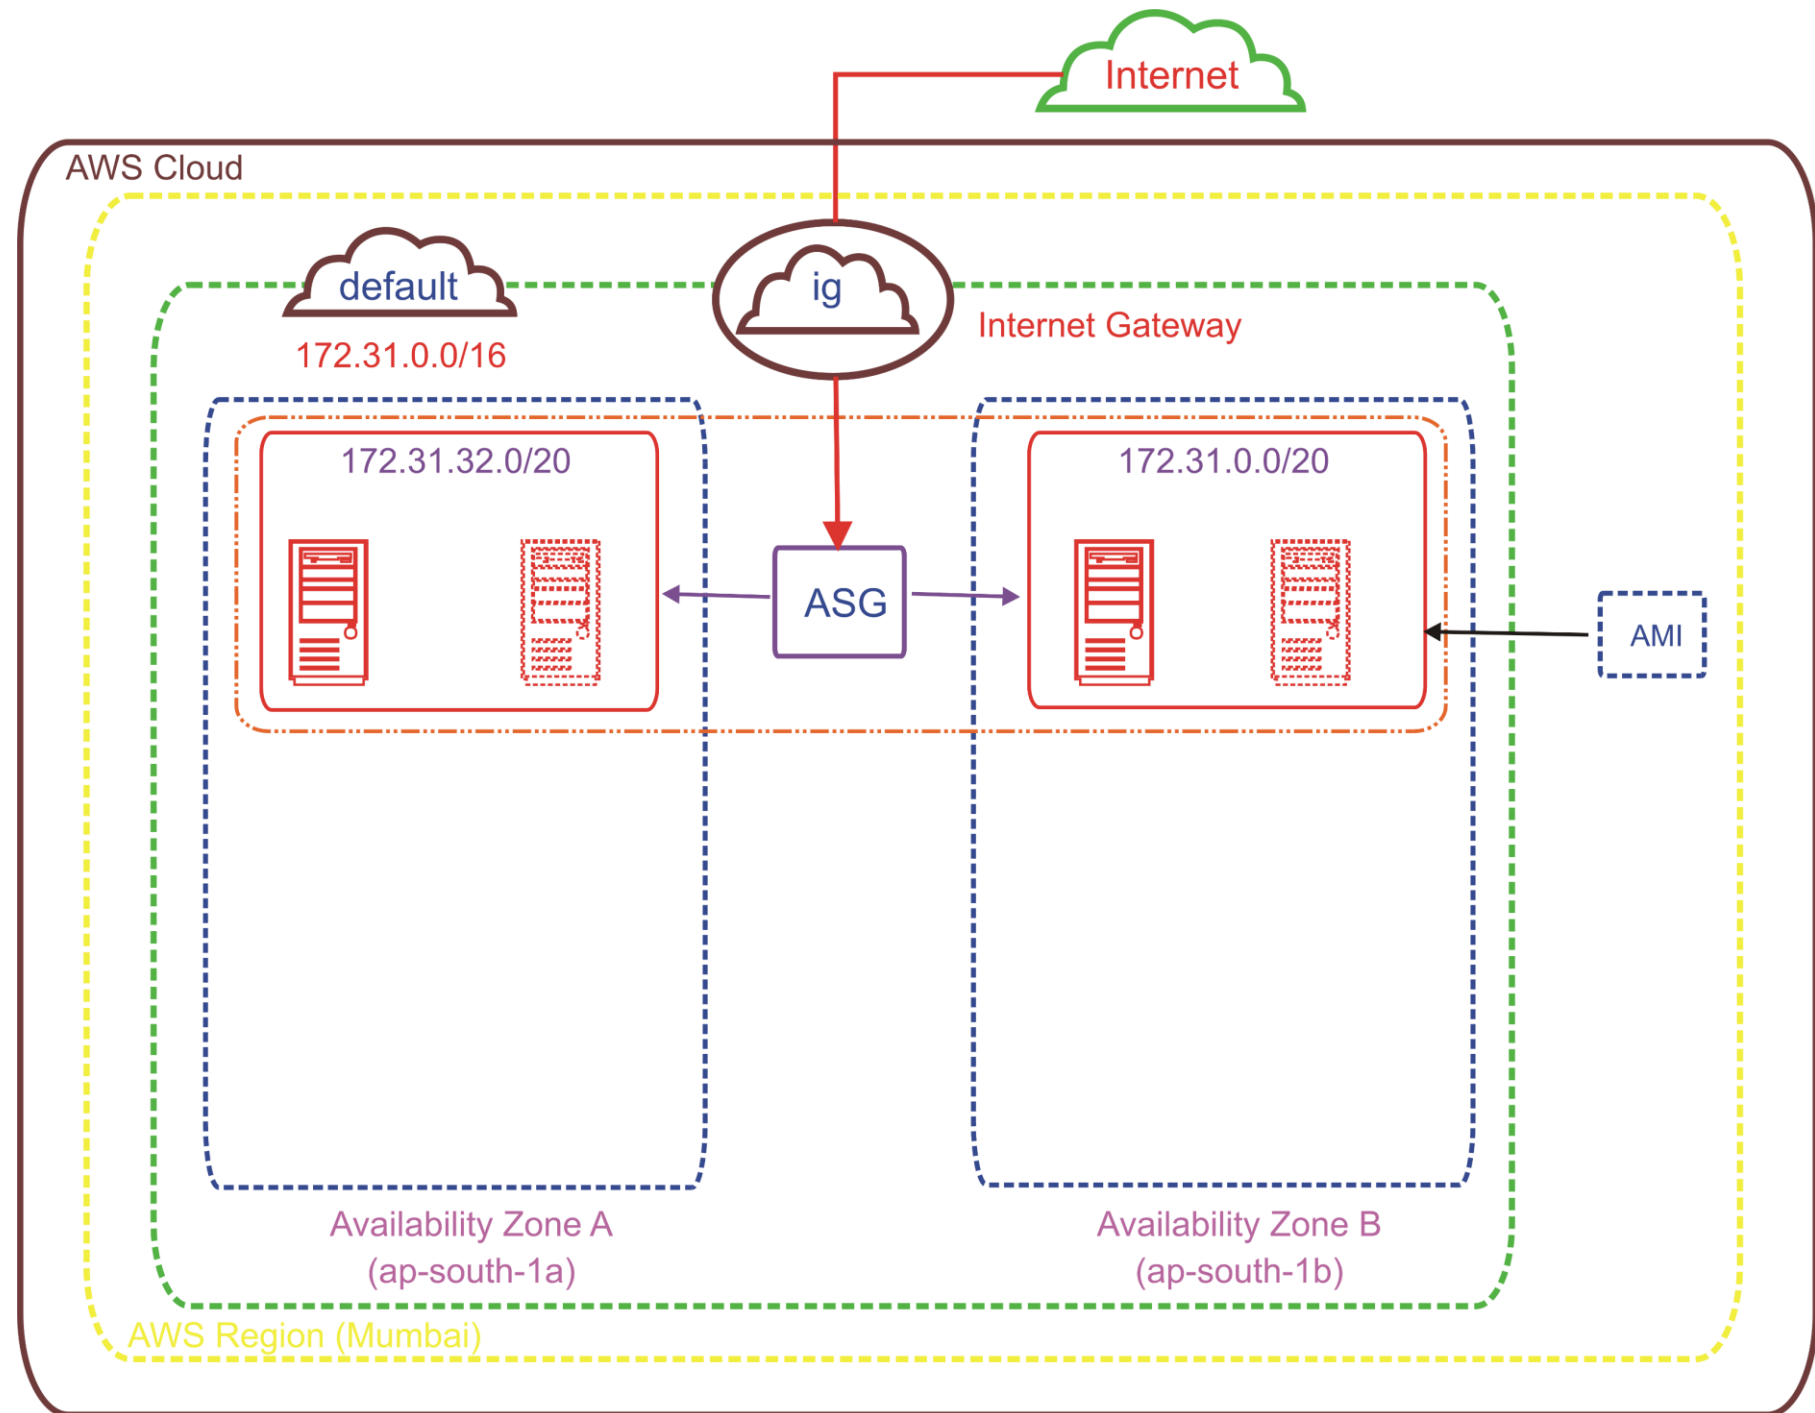 Internet
AWS Cloud
default
ig
172.31.0.0/16
Internet Gateway
172.31.32.0/20
172.31.0.0/20
ASG
AMI
Availability Zone A
(ap-south-1a)
Availability Zone B
(ap-south-1b)
AWS Region (Mumbai)